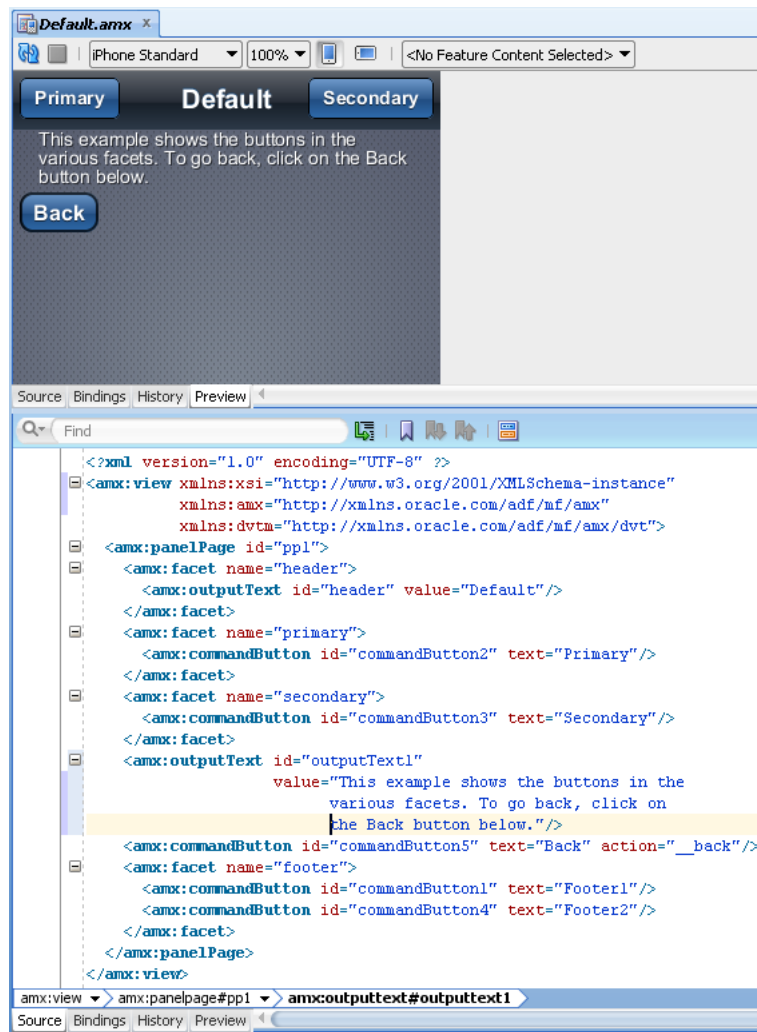 Default.amx ×
iPhone Standard 100% <No Feature Content Selected>
Primary Default Secondary
This example shows the buttons in the
various facets. To go back, click on the Back
button below.
Back
Source Bindings History Preview
Find
<?xml version="1.0" encoding="UTF-8" ?>
<amx:view xmlns:xsi="http://www.w3.org/2001/XMLSchema-instance"
xmlns:amx="http://xmlns.oracle.com/adf/mf/amx"
xmlns:dvtm="http://xmlns.oracle.com/adf/mf/amx/dvt">
<amx:panelPage id="pp1">
<amx:facet name="header">
<amx:outputText id="header" value="Default"/>
</amx:facet>
<amx:facet name="primary">
<amx:commandButton id="commandButton2" text="Primary"/>
</amx:facet>
<amx:facet name="secondary">
<amx:commandButton id="commandButton3" text="Secondary"/>
</amx:facet>
<amx:outputText id="outputText1"
value="This example shows the buttons in the
various facets. To go back, click on
the Back button below."/>
<amx:commandButton id="commandButton5" text="Back" action="__back"/>
<amx:facet name="footer">
<amx:commandButton id="commandButton1" text="Footer1"/>
<amx:commandButton id="commandButton4" text="Footer2"/>
</amx:facet>
</amx:panelPage>
</amx:view>
amx:view amx:panelpage#pp1 amx:outputtext#outputtext1
Source Bindings History Preview